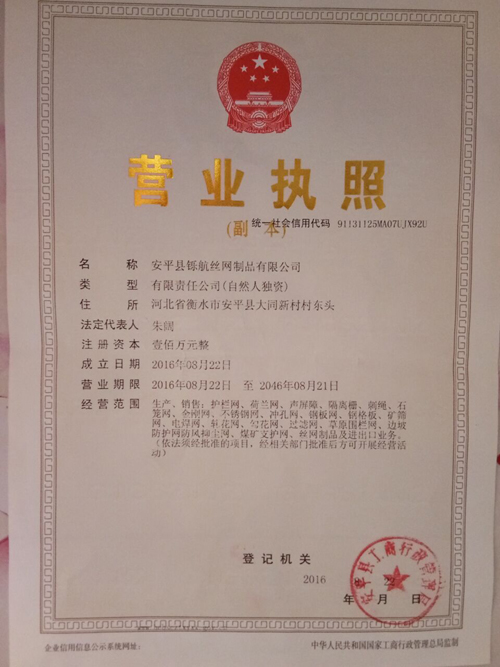 营业执照
(副 本)
统一社会信用代码 91131125MA07UJX92U
名称 安平县铄航丝网制品有限公司
类型 有限责任公司(自然人独资)
住所 河北省衡水市安平县大同新村村东头
法定代表人 朱阔
注册资本 壹佰万元整
成立日期 2016年08月22日
营业期限 2016年08月22日 至 2046年08月21日
经营范围 生产、销售：护栏网、荷兰网、声屏障、隔离栅、刺绳、石
笼网、金刚网、不锈钢网、冲孔网、钢板网、钢格板、矿筛
网、电焊网、轧花网、勾花网、过滤网、草原围栏网、边坡
防护网防风抑尘网、煤矿支护网、丝网制品及进出口业务。
（依法须经批准的项目，经相关部门批准后方可开展经营活
动）
登记机关
安平县工商行政管理局
2016
年 月 日
企业信用信息公示系统网址：
中华人民共和国国家工商行政管理总局监制